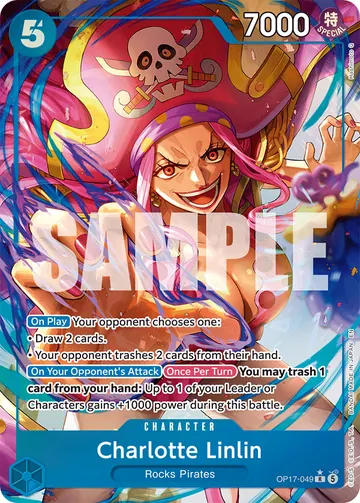 5
7000
特
SPECIAL
SAMPLE
On Play Your opponent chooses one:
• Draw 2 cards.
• Your opponent trashes 2 cards from their hand.
On Your Opponent's Attack Once Per Turn You may trash 1
card from your hand: Up to 1 of your Leader or
Characters gains +1000 power during this battle.
CHARACTER
Charlotte Linlin
Rocks Pirates
OP17-049 R 5